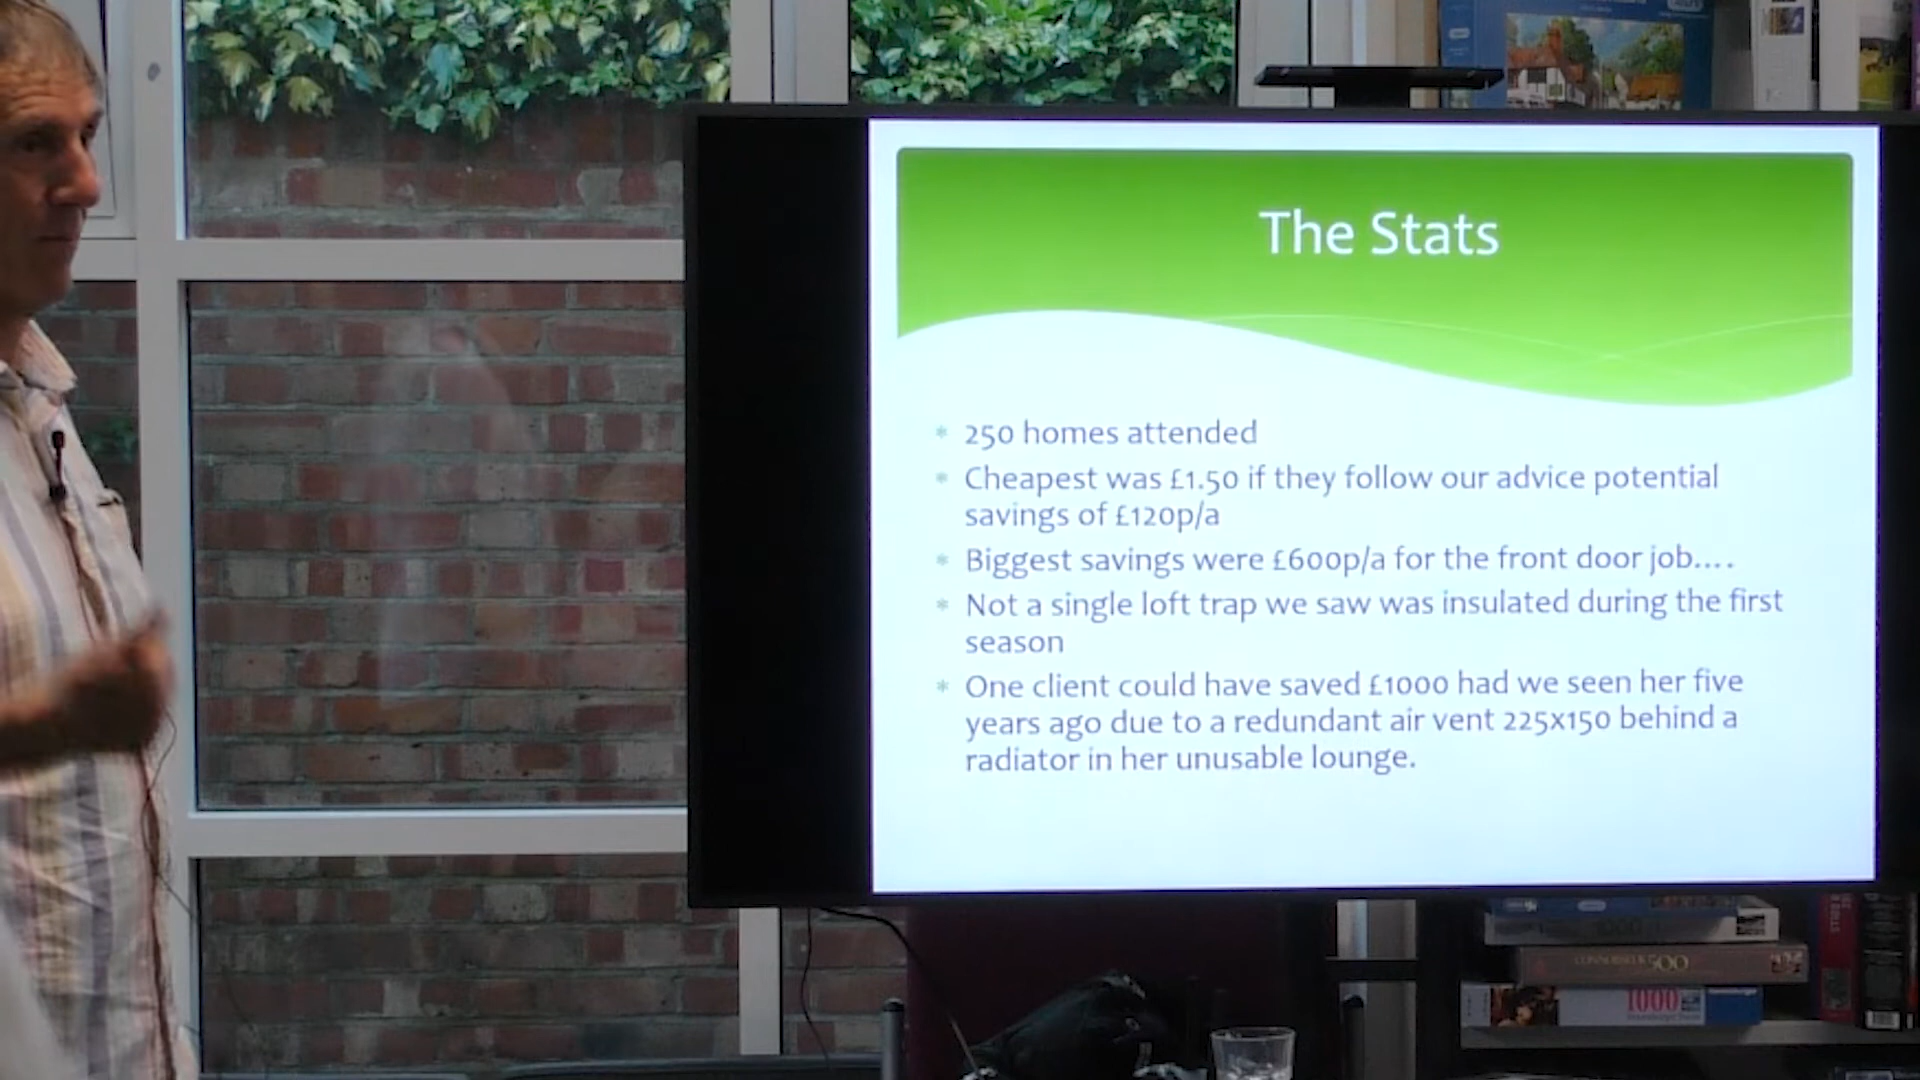 The Stats
* 250 homes attended
* Cheapest was £1.50 if they follow our advice potential
savings of £120p/a
* Biggest savings were £600p/a for the front door job....
* Not a single loft trap we saw was insulated during the first
season
* One client could have saved £1000 had we seen her five
years ago due to a redundant air vent 225x150 behind a
radiator in her unusable lounge.
1000
500
1000